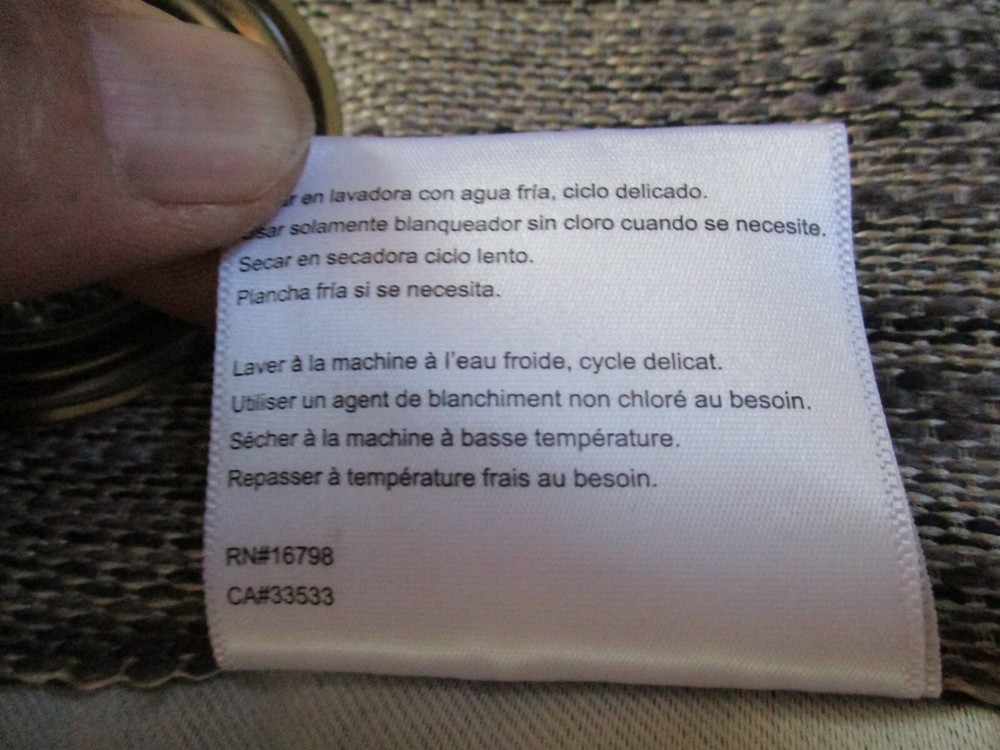 en lavadora con agua fría, ciclo delicado.
Usar solamente blanqueador sin cloro cuando se necesite.
Secar en secadora ciclo lento.
Plancha fría si se necesita.
Laver à la machine à l'eau froide, cycle delicat.
Utiliser un agent de blanchiment non chloré au besoin.
Sécher à la machine à basse température.
Repasser à température frais au besoin.
RN#16798
CA#33533